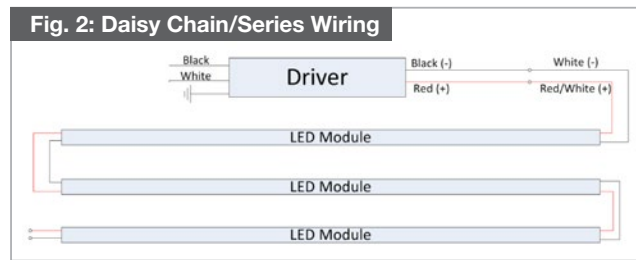 Fig. 2: Daisy Chain/Series Wiring
Black
White
Driver
Black (-)
White (-)
Red (+)
Red/White (+)
LED Module
LED Module
LED Module